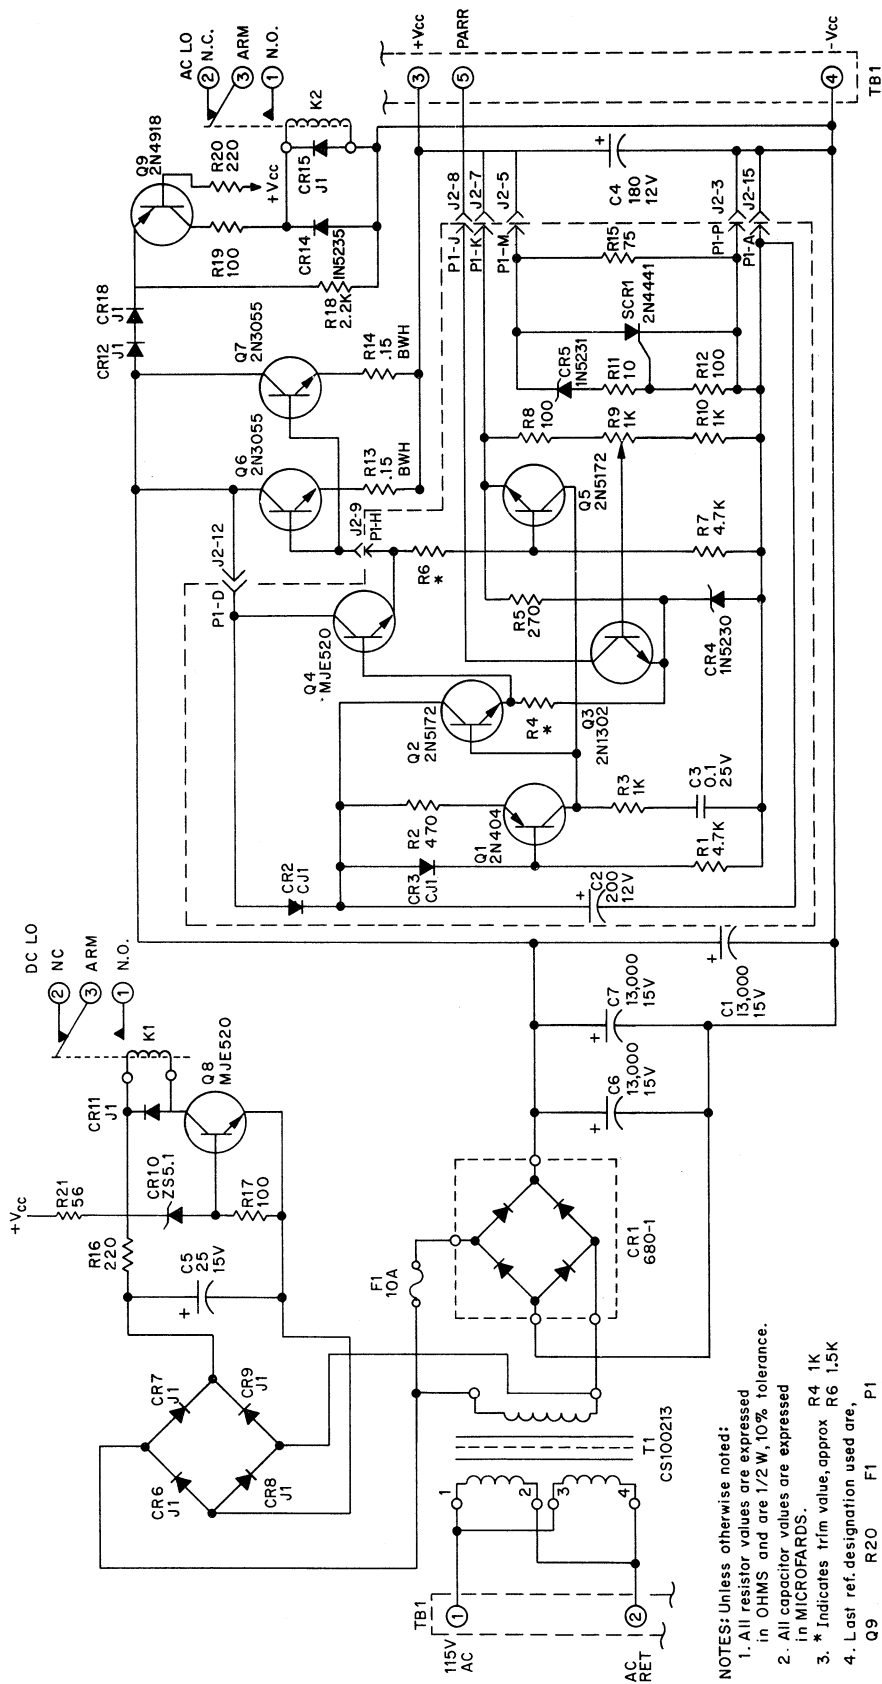 DC LO
2 NC
3 ARM
1 N.O.
K1
+Vcc
R21
56
R16
220
CR11
J1
CR10
ZS5.1
Q8
MJE520
R17
100
C5
25
15V
+
CR7
J1
CR9
J1
CR6
J1
CR8
J1
F1
10A
CR1
680-1
T1
CS100213
1
2
3
4
TB1
1
2
115V
AC
AC
RET
+
C6
13,000
15V
+
C7
13,000
15V
+
C1
13,000
15V
AC LO
2 N.C.
3 ARM
1 N.O.
K2
Q9
2N4918
R20
220
+Vcc
R19
100
CR15
J1
CR14
1N5235
R18
2.2K
CR18
J1
CR12
J1
Q7
2N3055
R14
.15
BWH
Q6
2N3055
R13
.15
BWH
J2-12
P1-D
J2-9
P1-H
Q4
MJE520
R6
*
Q2
2N5172
R4
*
CR2
CJ1
R2
470
CR3
CJ1
Q1
2N404
R3
1K
C3
0.1
25V
R1
4.7K
+
C2
200
12V
Q3
2N1302
R5
270
CR4
1N5230
Q5
2N5172
R7
4.7K
R8
100
R9
1K
R10
1K
CR5
1N5231
R11
10
R12
100
SCR1
2N4441
R15
75
P1-J
J2-8
P1-K
J2-7
P1-M
J2-5
P1-P
J2-3
P1-A
J2-15
+
C4
180
12V
3
+Vcc
5
PARR
4
-Vcc
TB1
NOTES: Unless otherwise noted:
1. All resistor values are expressed
in OHMS and are 1/2 W, 10% tolerance.
2. All capacitor values are expressed
in MICROFARDS.
3. * Indicates trim value, approx R4 1K
R6 1.5K
4. Last ref. designation used are,
Q9 R20 F1 P1